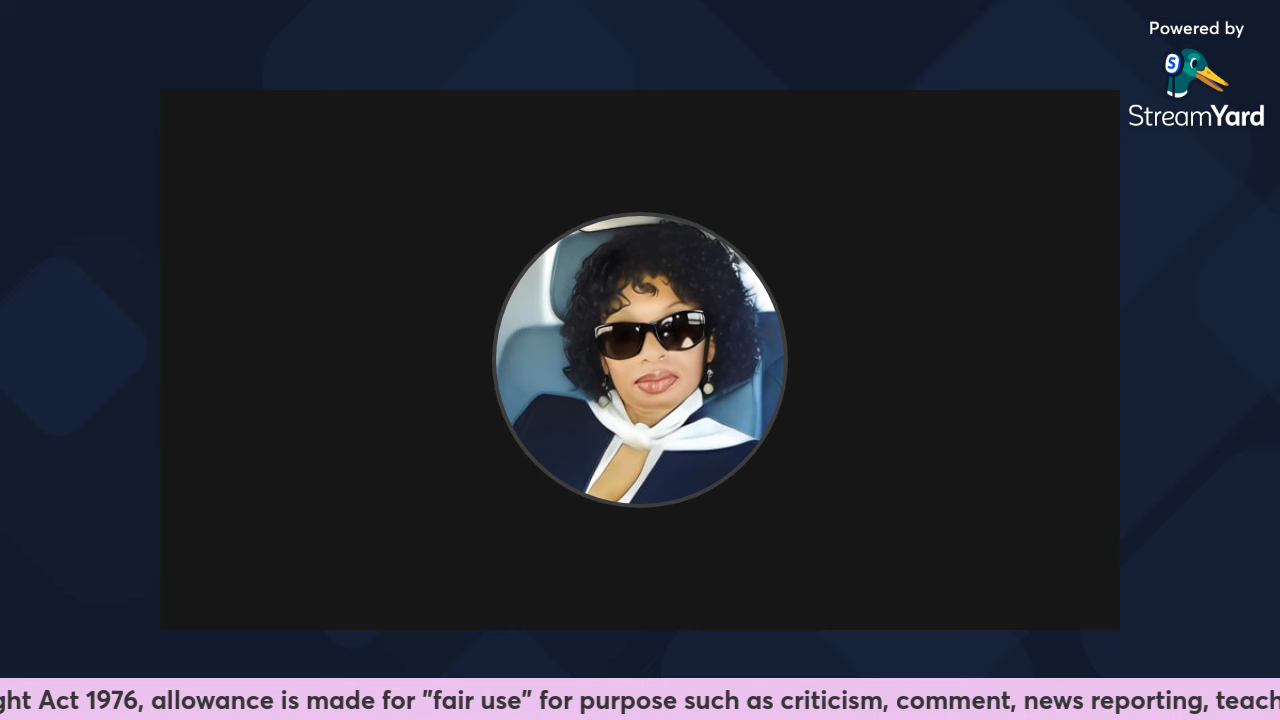 Powered by
S
StreamYard
ght Act 1976, allowance is made for "fair use" for purpose such as criticism, comment, news reporting, teach